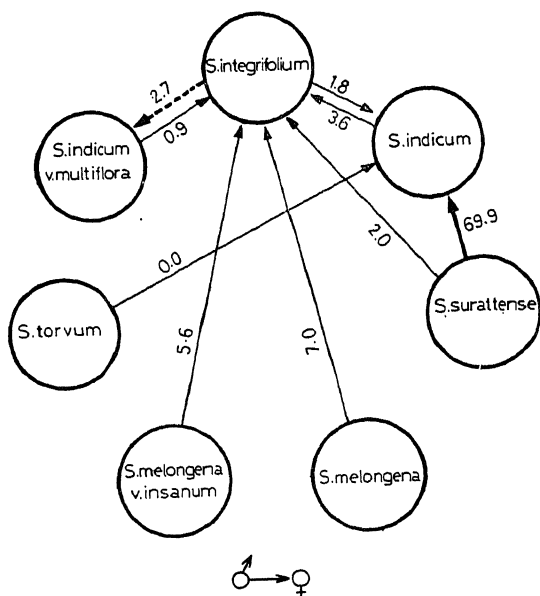 S.integrifolium
2.7
1.8
3.6
0.9
S.indicum
v.multiflora
S.indicum
0.0
2.0
69.9
S.torvum
S.surattense
5.6
7.0
S.melongena
v.insanum
S.melongena
♂ → ♀